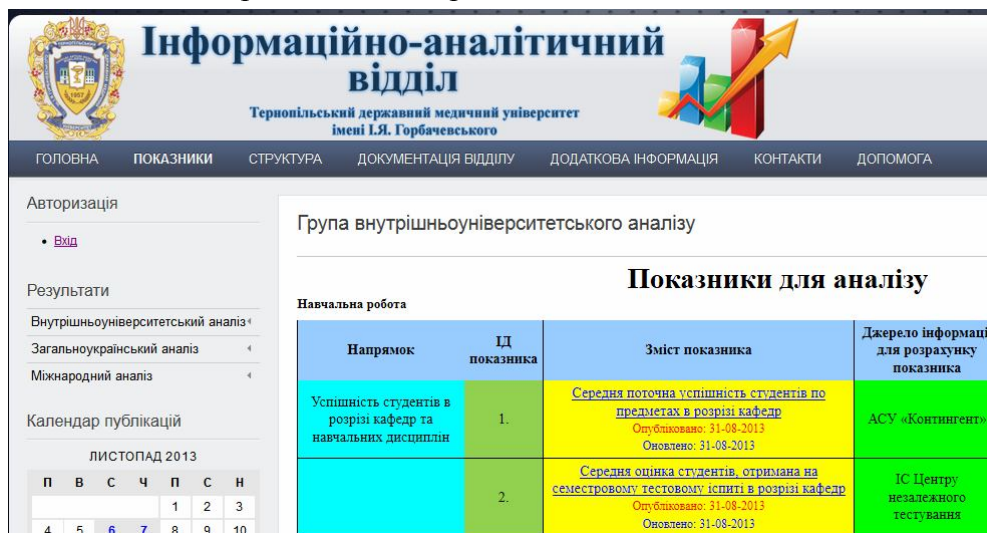 Інформаційно-аналітичний
відділ
Тернопільський державний медичний університет
імені І.Я. Горбачевського
ГОЛОВНА ПОКАЗНИКИ СТРУКТУРА ДОКУМЕНТАЦІЯ ВІДДІЛУ ДОДАТКОВА ІНФОРМАЦІЯ КОНТАКТИ ДОПОМОГА
Авторизація
Вхід
Результати
Внутрішньоуніверситетський аналіз
Загальноукраїнський аналіз
Міжнародний аналіз
Календар публікацій
ЛИСТОПАД 2013
П В С Ч П С Н
1 2 3
4 5 6 7 8 9 10
Група внутрішньоуніверситетського аналізу
Показники для аналізу
Навчальна робота
Напрямок
ІД
показника
Зміст показника
Джерело інформаці
для розрахунку
показника
Успішність студентів в
розрізі кафедр та
навчальних дисциплін
1.
Середня поточна успішність студентів по
предметах в розрізі кафедр
Опубліковано: 31-08-2013
Оновлено: 31-08-2013
АСУ «Контингент»
2.
Середня оцінка студентів, отримана на
семестровому тестовому іспиті в розрізі кафедр
Опубліковано: 31-08-2013
Оновлено: 31-08-2013
ІС Центру
незалежного
тестування